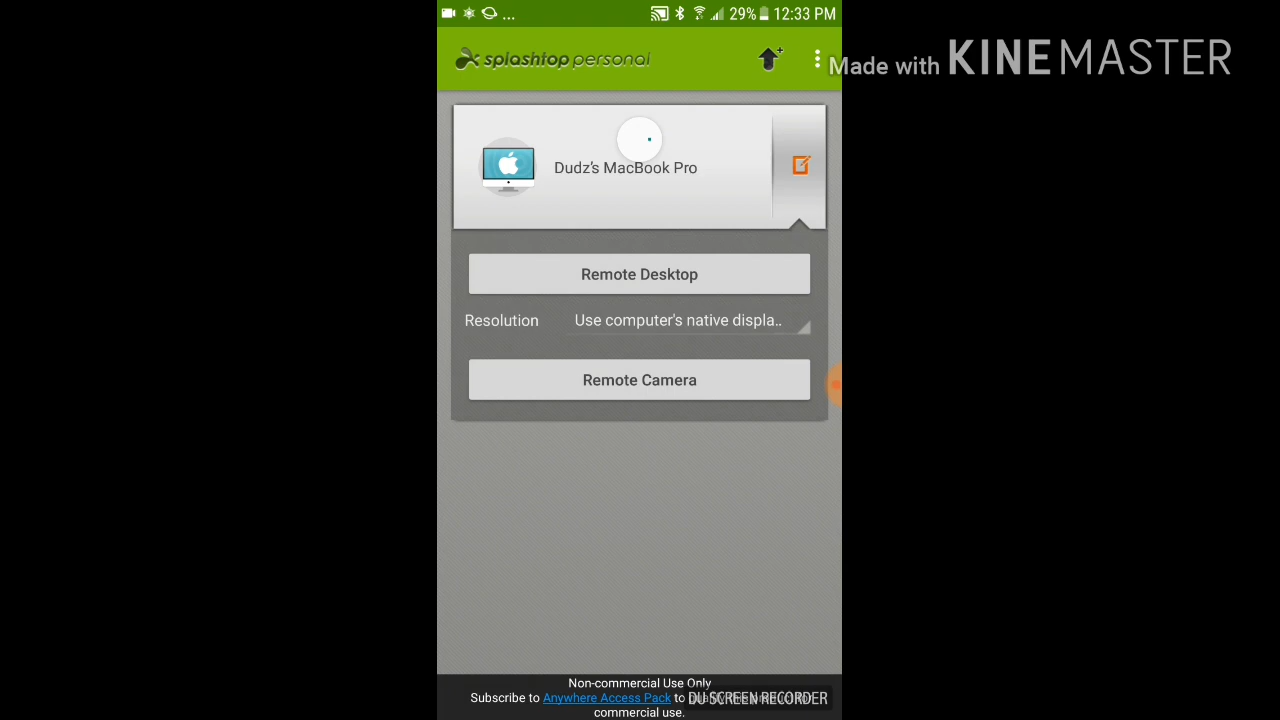 ... 29% 12:33 PM
splashtop personal
Made with KINEMASTER
Dudz's MacBook Pro
Remote Desktop
Resolution Use computer's native displa..
Remote Camera
Non-commercial Use Only
Subscribe to Anywhere Access Pack to
DU SCREEN RECORDER
commercial use.